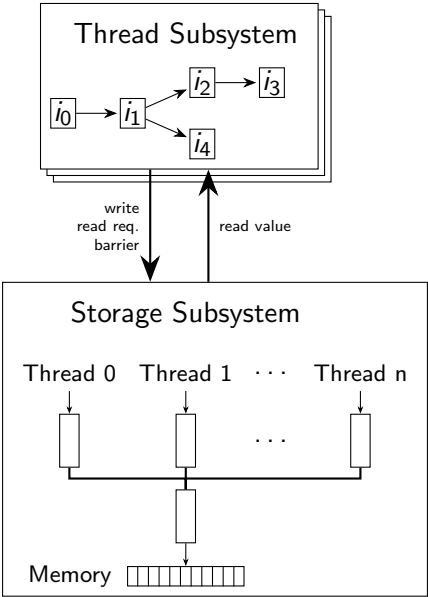 Thread Subsystem
i2 i3
i0 i1
i4
write
read req.
barrier
read value
Storage Subsystem
Thread 0 Thread 1 · · · Thread n
· · ·
Memory